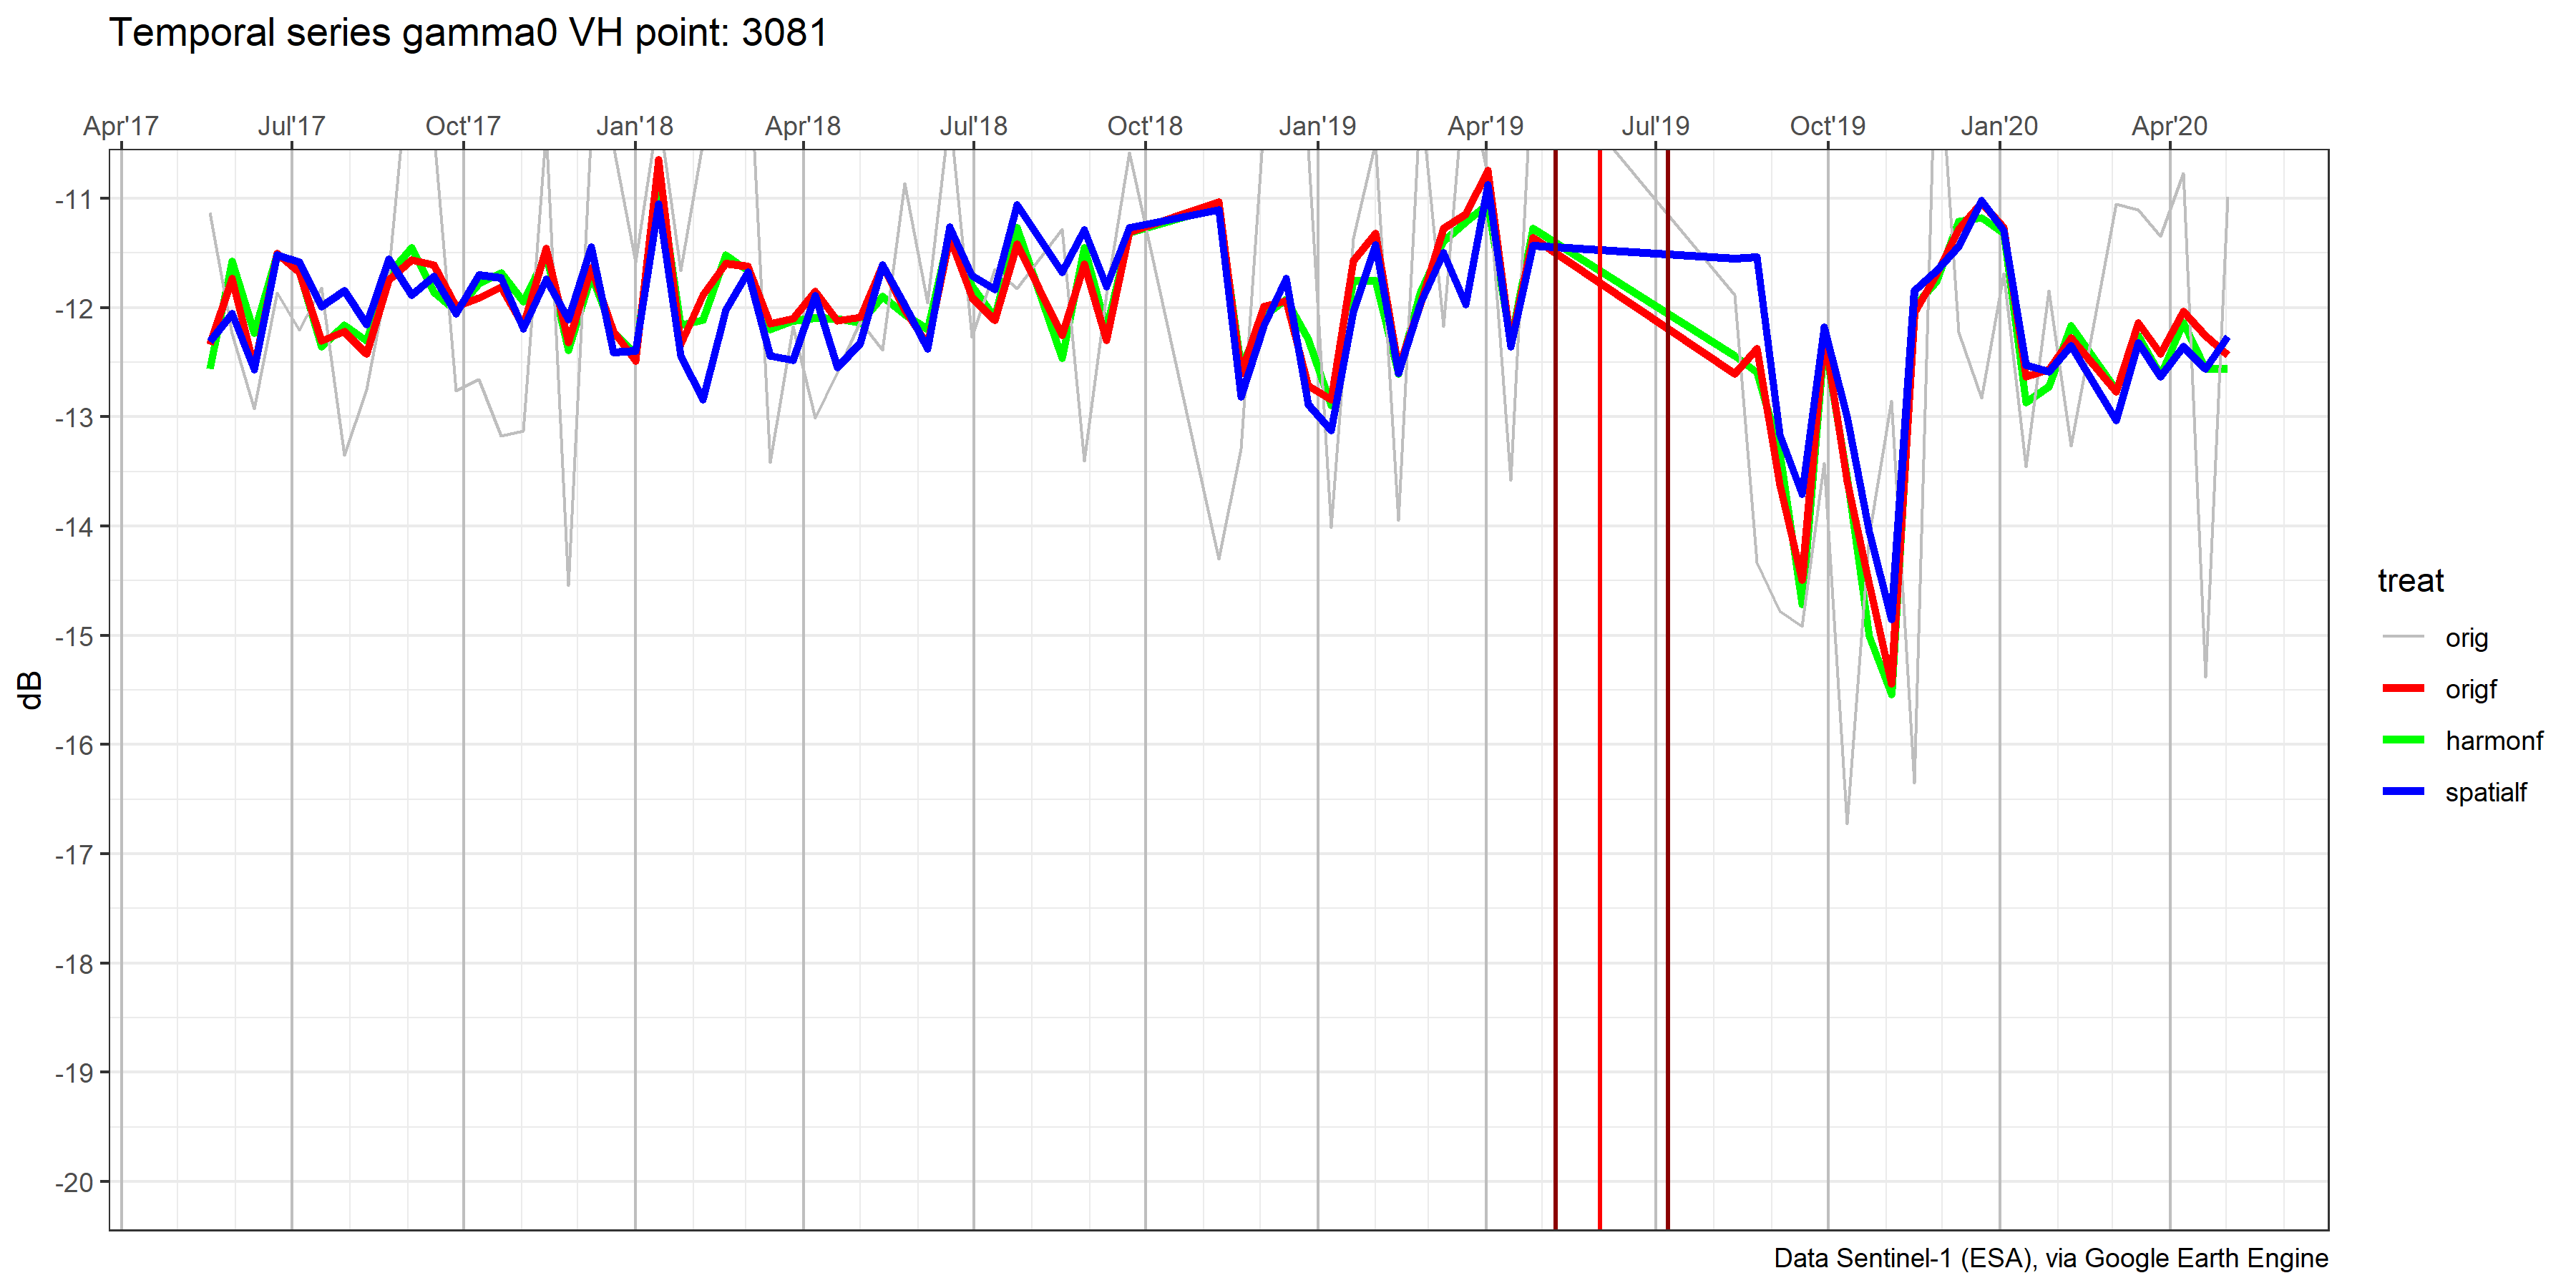 Temporal series gamma0 VH point: 3081
Apr'17 Jul'17 Oct'17 Jan'18 Apr'18 Jul'18 Oct'18 Jan'19 Apr'19 Jul'19 Oct'19 Jan'20 Apr'20
-11
-12
-13
-14
-15
-16
-17
-18
-19
-20
dB
treat
orig
origf
harmonf
spatialf
Data Sentinel-1 (ESA), via Google Earth Engine